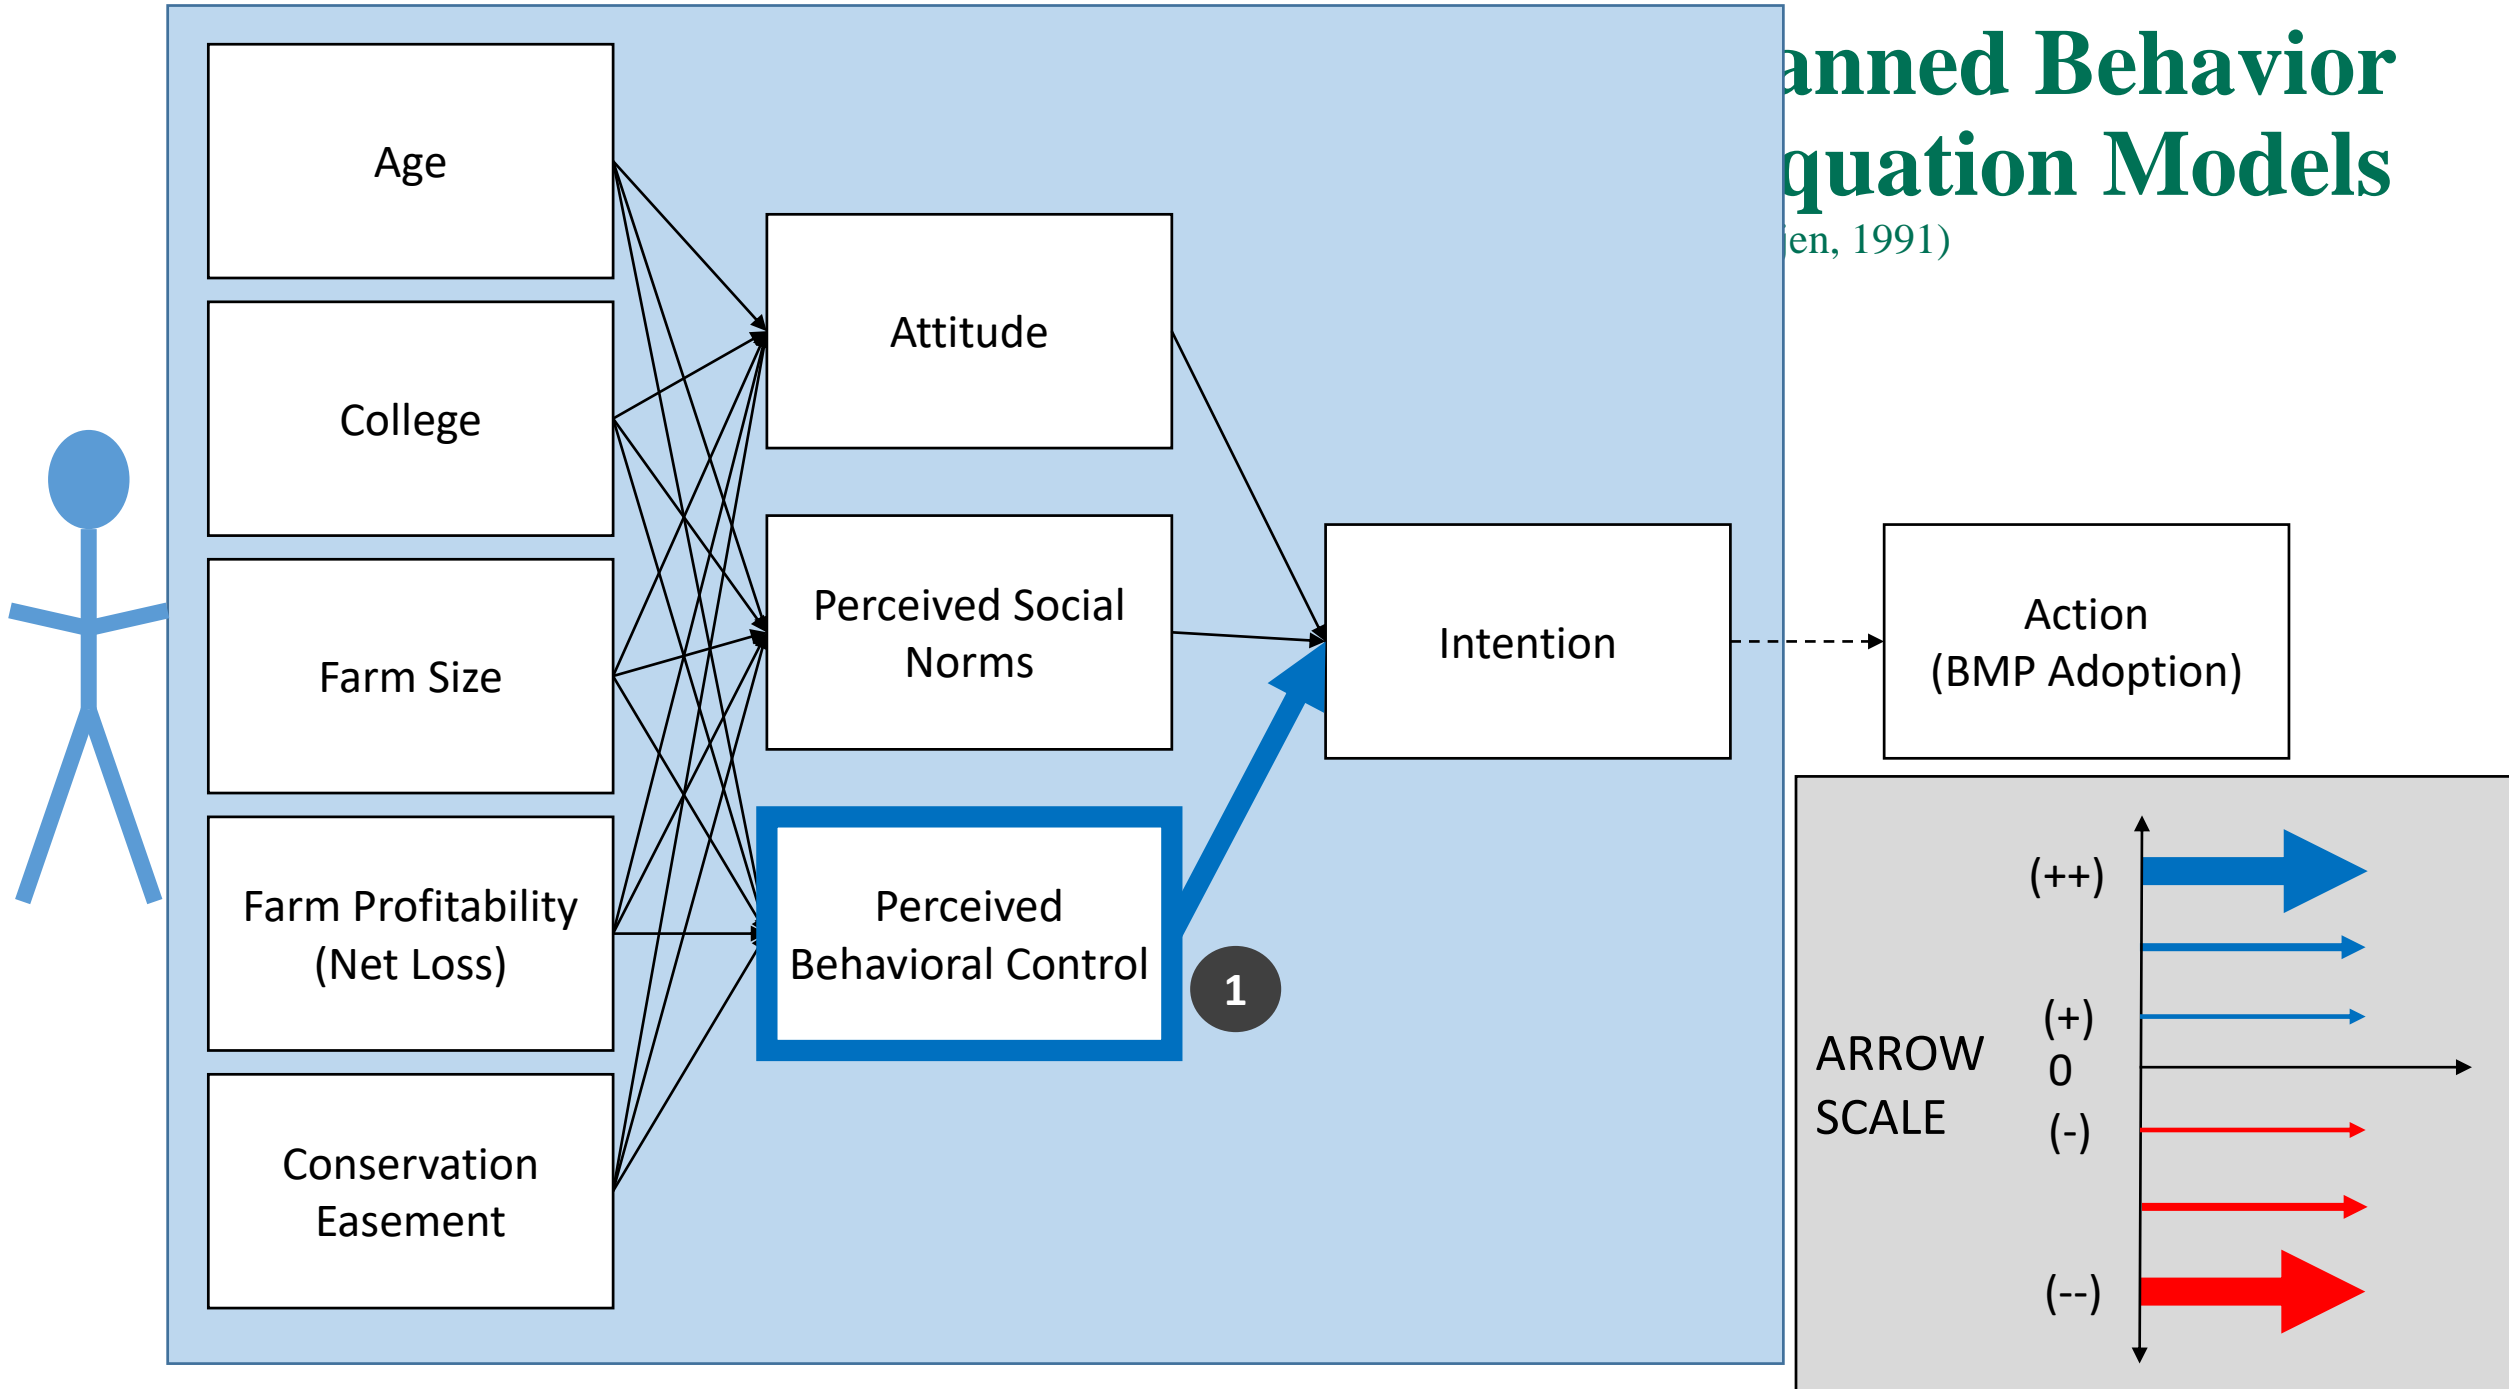 anned Behavior
quation Models
jen, 1991)
Age
College
Farm Size
Farm Profitability
(Net Loss)
Conservation
Easement
Attitude
Perceived Social
Norms
Perceived
Behavioral Control
1
Intention
Action
(BMP Adoption)
ARROW
SCALE
(++)
(+)
0
(-)
(--)